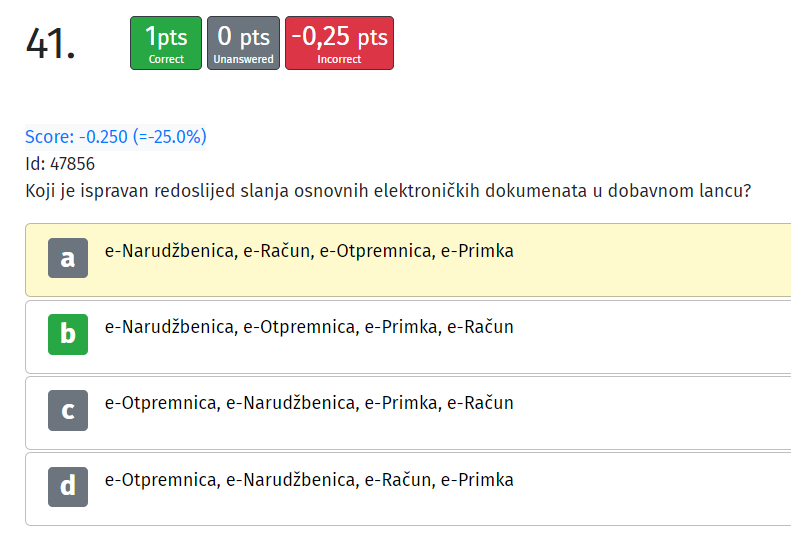 41.
1pts
Correct
0 pts
Unanswered
-0,25 pts
Incorrect
Score: -0.250 (=-25.0%)
Id: 47856
Koji je ispravan redoslijed slanja osnovnih elektroničkih dokumenata u dobavnom lancu?
a e-Narudžbenica, e-Račun, e-Otpremnica, e-Primka
b e-Narudžbenica, e-Otpremnica, e-Primka, e-Račun
c e-Otpremnica, e-Narudžbenica, e-Primka, e-Račun
d e-Otpremnica, e-Narudžbenica, e-Račun, e-Primka